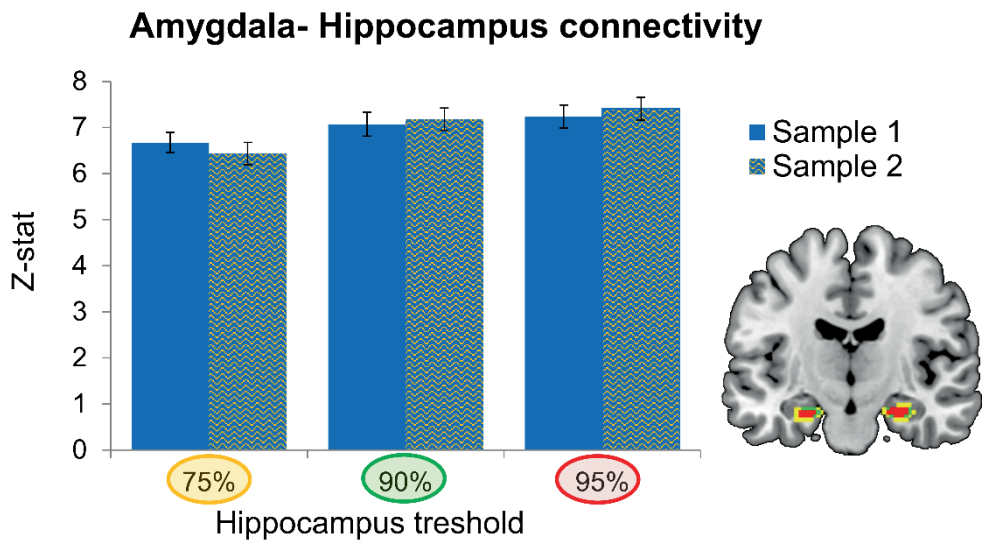 Amygdala- Hippocampus connectivity
8
7
6
5
4
3
2
1
0
Z-stat
75%
90%
95%
Hippocampus treshold
Sample 1
Sample 2